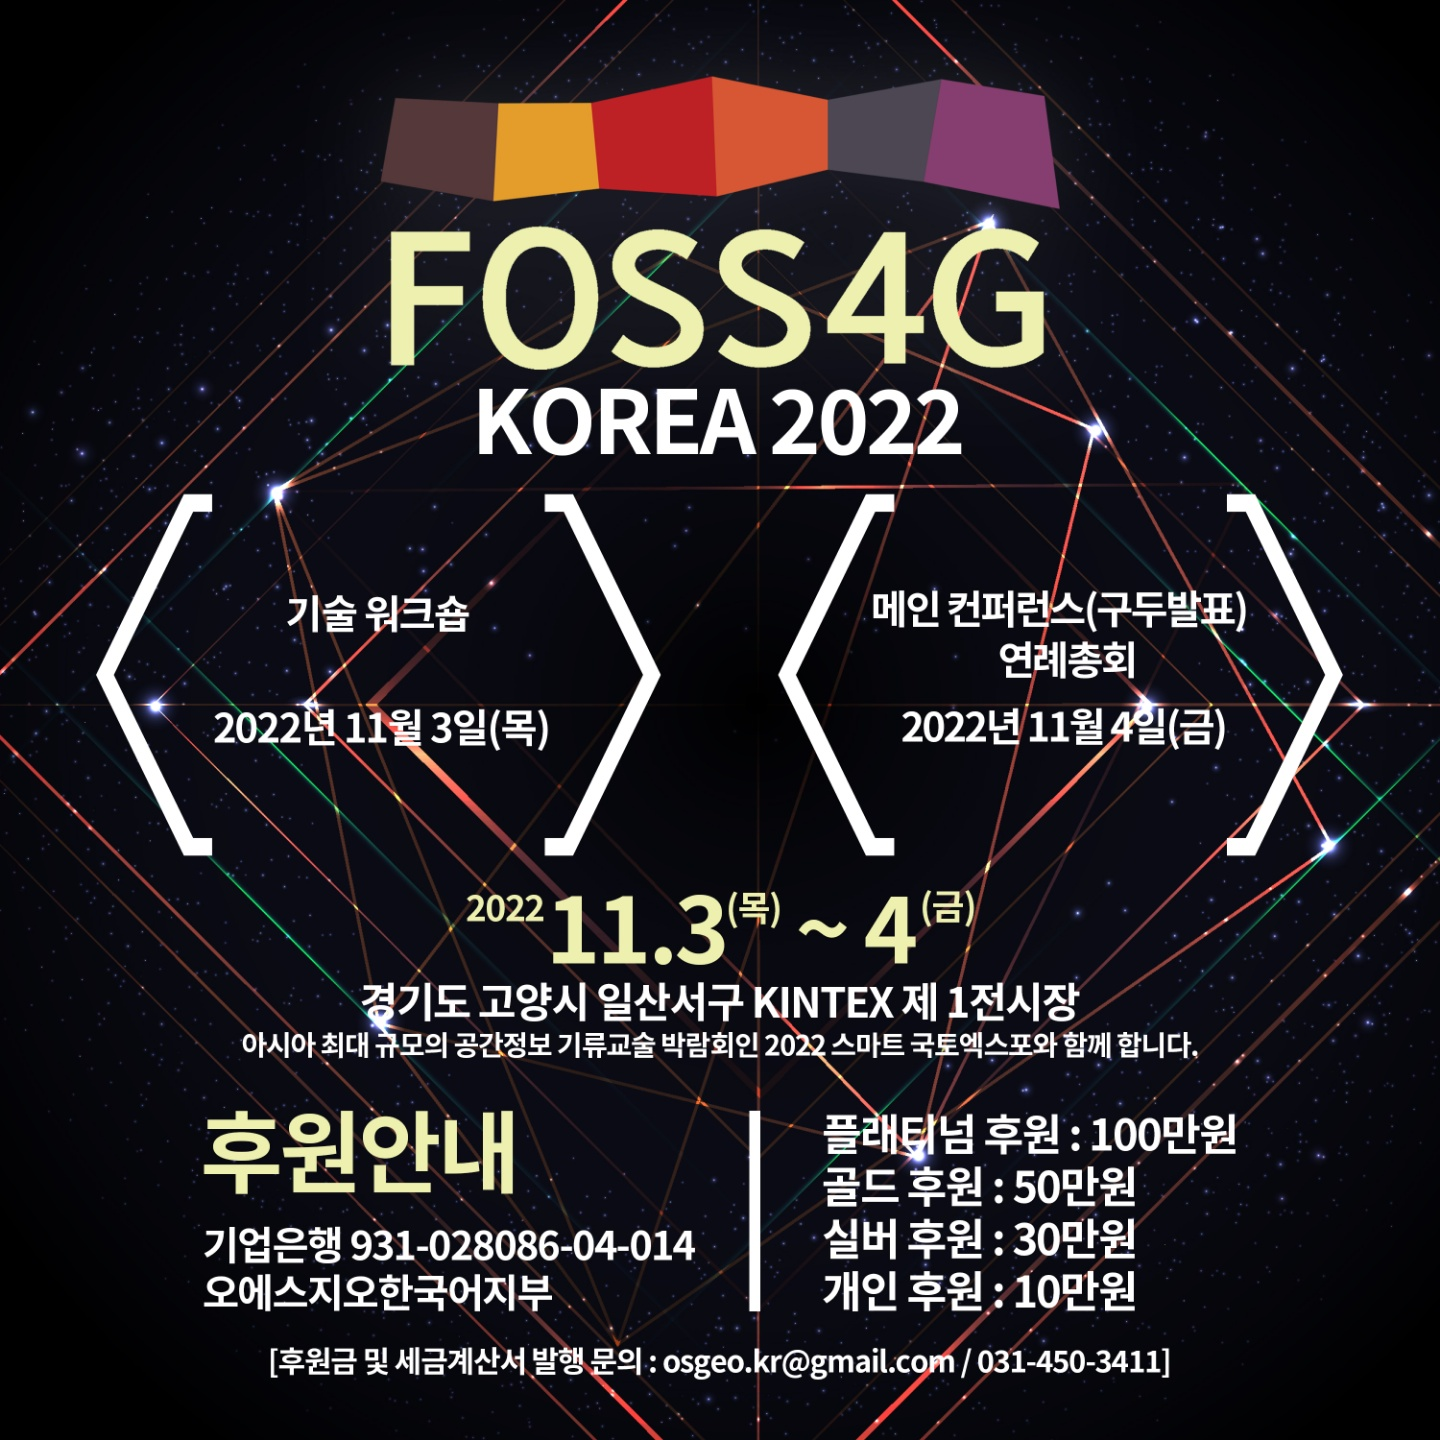 FOSS4G
KOREA 2022
기술 워크숍
2022년 11월 3일(목)
메인 컨퍼런스(구두발표)
연례총회
2022년 11월 4일(금)
2022 11.3(목) ~ 4(금)
경기도 고양시 일산서구 KINTEX 제 1전시장
아시아 최대 규모의 공간정보 기류교술 박람회인 2022 스마트 국토엑스포와 함께 합니다.
후원안내
기업은행 931-028086-04-014
오에스지오한국어지부
플래티넘 후원 : 100만원
골드 후원 : 50만원
실버 후원 : 30만원
개인 후원 : 10만원
[후원금 및 세금계산서 발행 문의 : osgeo.kr@gmail.com / 031-450-3411]